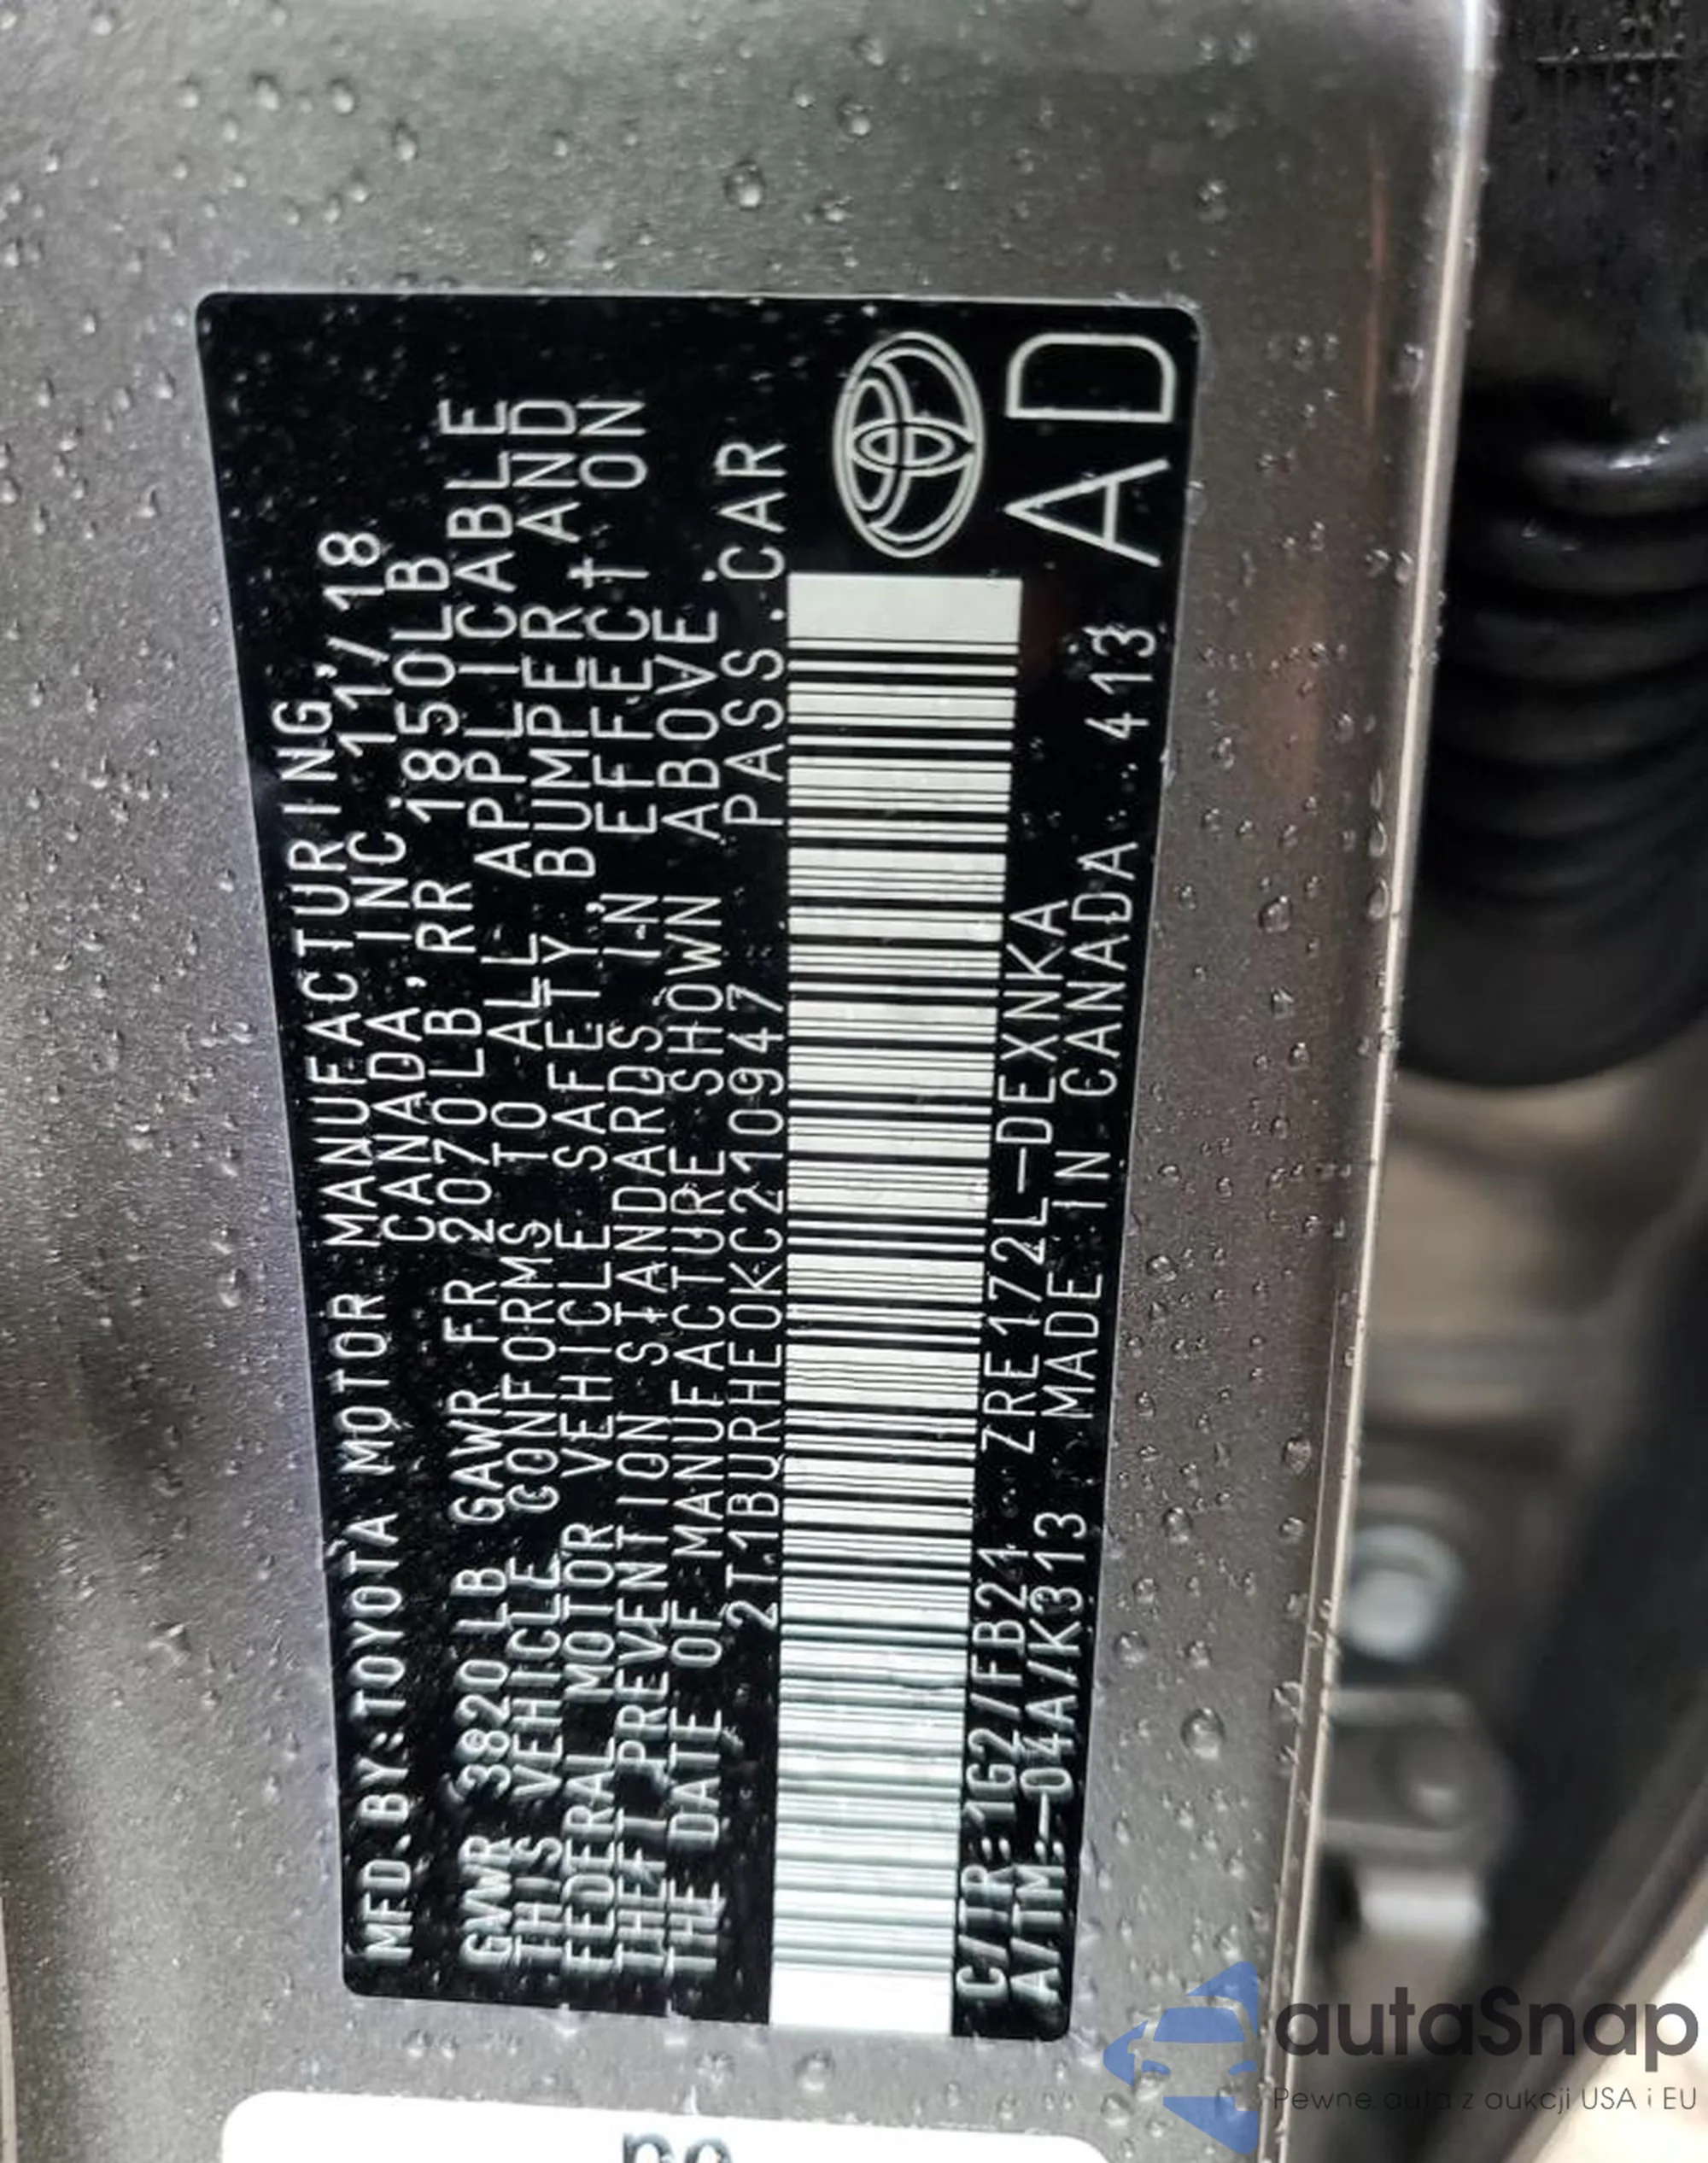 MFD.BY:TOYOTA MOTOR MANUFACTURING,
CANADA, INC. 11/18
GVWR 3820 LB GAWR FR 2070LB RR 1850LB
THIS VEHICLE CONFORMS TO ALL APPLICABLE
FEDERAL MOTOR VEHICLE SAFETY, BUMPER AND
THEFT PREVENTION STANDARDS IN EFFECT ON
THE DATE OF MANUFACTURE SHOWN ABOVE.
2T1BURHE0KC210947 PASS.CAR
C/TR:1G2/FB21 ZRE172L-DEXNKA
A/TM:-04A/K313 MADE IN CANADA 413
AD
autaSnap
Pewne auta z aukcji USA i EU